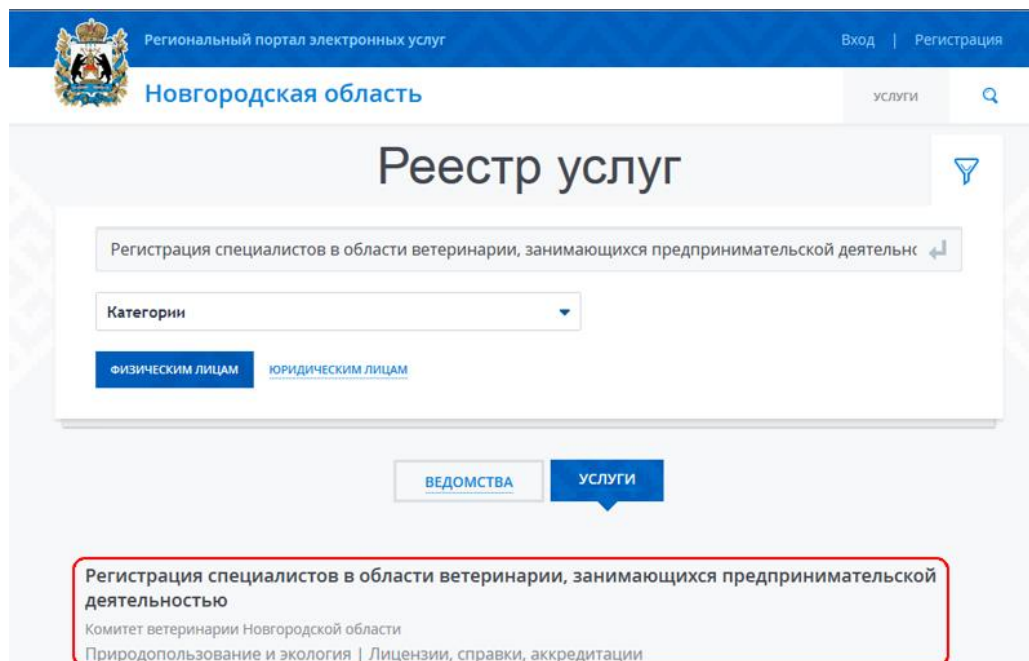 Региональный портал электронных услуг
Вход | Регистрация
Новгородская область
УСЛУГИ
Реестр услуг
Регистрация специалистов в области ветеринарии, занимающихся предпринимательской деятельнс
Категории
ФИЗИЧЕСКИМ ЛИЦАМ
ЮРИДИЧЕСКИМ ЛИЦАМ
ВЕДОМСТВА
УСЛУГИ
Регистрация специалистов в области ветеринарии, занимающихся предпринимательской
деятельностью
Комитет ветеринарии Новгородской области
Природопользование и экология | Лицензии, справки, аккредитации